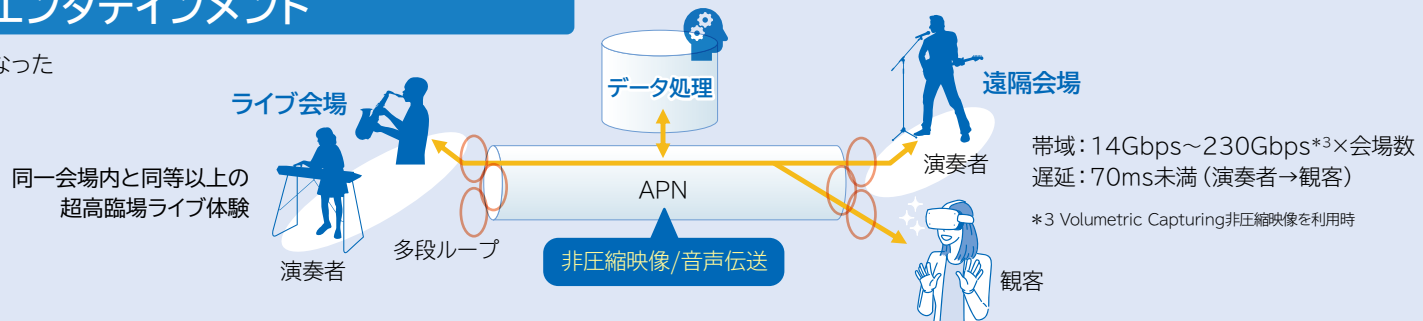 エンタテインメント
なった
ライブ会場
同一会場内と同等以上の
超高臨場ライブ体験
演奏者
多段ループ
データ処理
APN
非圧縮映像/音声伝送
遠隔会場
演奏者
観客
帯域：14Gbps～230Gbps*3×会場数
遅延：70ms未満（演奏者→観客）
*3 Volumetric Capturing非圧縮映像を利用時